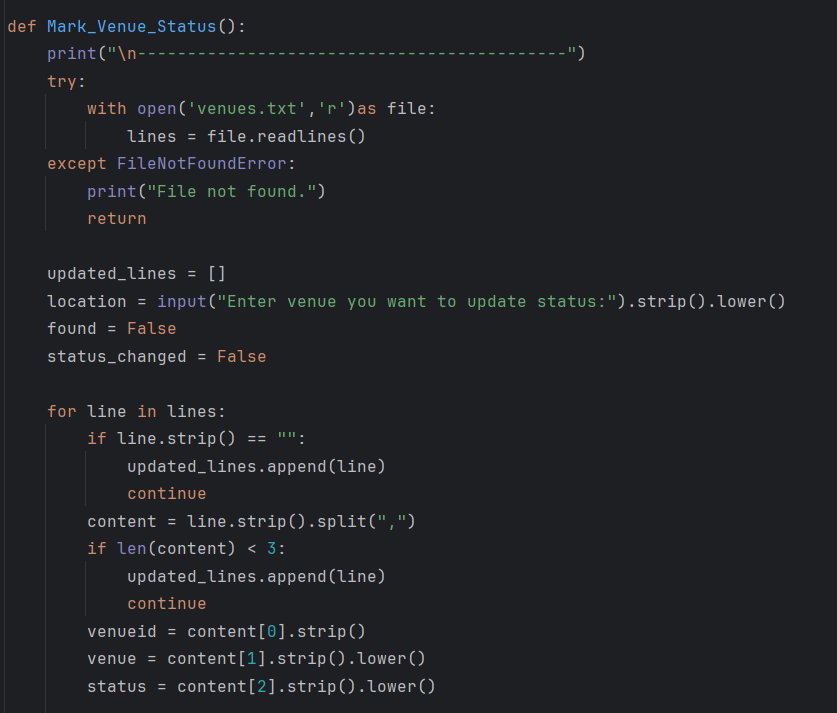 def Mark_Venue_Status():
    print("\n-------------------------------------------")
    try:
        with open('venues.txt','r')as file:
            lines = file.readlines()
    except FileNotFoundError:
        print("File not found.")
        return
    updated_lines = []
    location = input("Enter venue you want to update status:").strip().lower()
    found = False
    status_changed = False
    for line in lines:
        if line.strip() == "":
            updated_lines.append(line)
            continue
        content = line.strip().split(",")
        if len(content) < 3:
            updated_lines.append(line)
            continue
        venueid = content[0].strip()
        venue = content[1].strip().lower()
        status = content[2].strip().lower()